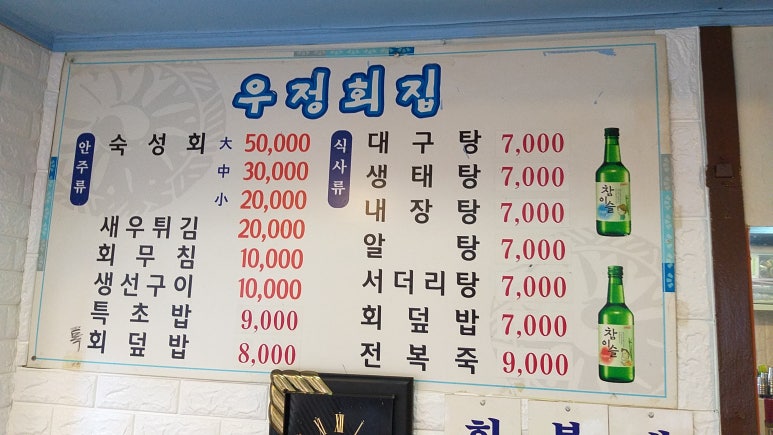 우정회집
안주류
숙성회 大 50,000
中 30,000
小 20,000
새우튀김 20,000
회무침 10,000
생선구이 10,000
특초밥 9,000
특 회덮밥 8,000
식사류
대구탕 7,000
생태탕 7,000
내장탕 7,000
알탕 7,000
서더리탕 7,000
회덮밥 7,000
전복죽 9,000
참이슬
참이슬